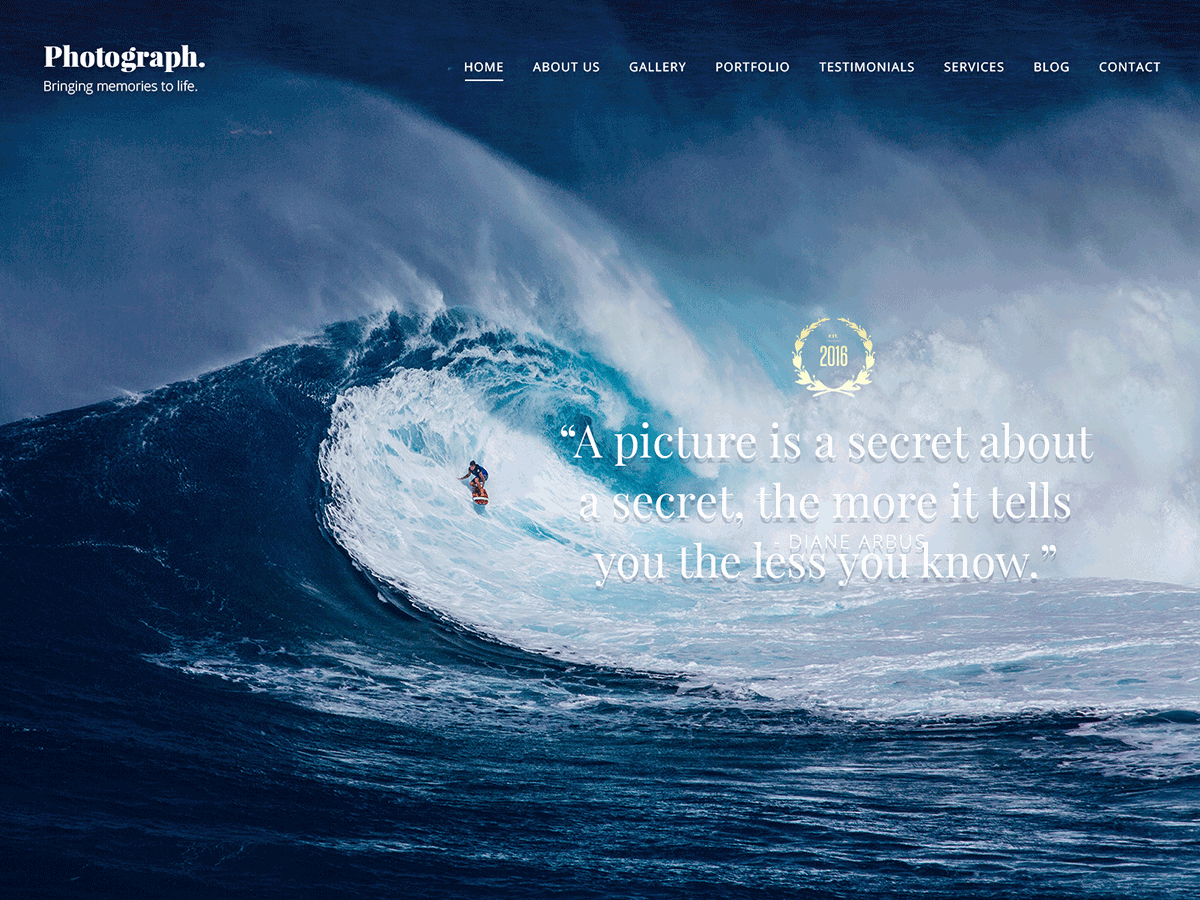 Photograph.
Bringing memories to life.
HOME ABOUT US GALLERY PORTFOLIO TESTIMONIALS SERVICES BLOG CONTACT
EST.
2016
“A picture is a secret about
a secret, the more it tells
- DIANE ARBUS
you the less you know.”